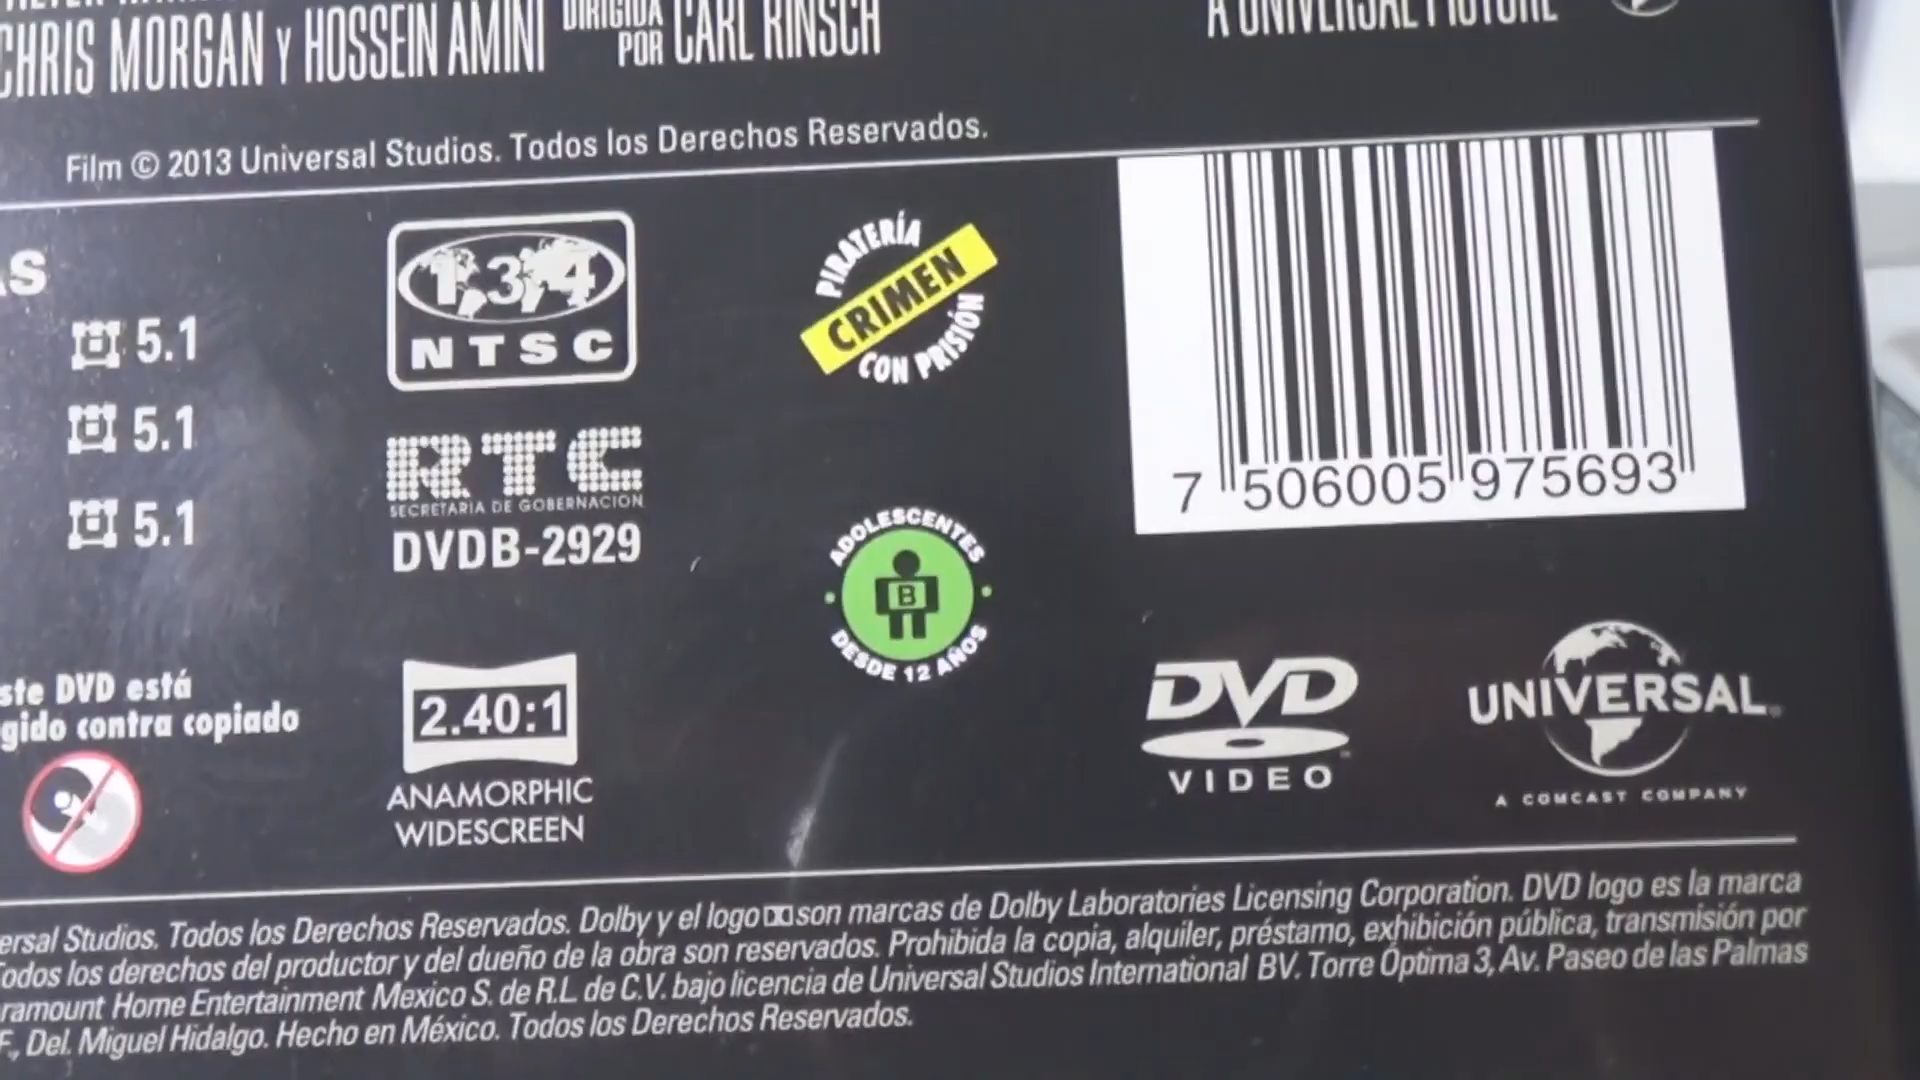 CHRIS MORGAN Y HOSSEIN AMINI DIRIGIDA POR CARL RINSCH
A UNIVERSAL PICTURE
Film © 2013 Universal Studios. Todos los Derechos Reservados.
AS
5.1
5.1
5.1
1,3,4
NTSC
RTC
SECRETARIA DE GOBERNACION
DVDB-2929
PIRATERÍA
CRIMEN
CON PRISIÓN
7 506005 975693
ADOLESCENTES
B
DESDE 12 AÑOS
ste DVD está
gido contra copiado
2.40:1
ANAMORPHIC
WIDESCREEN
DVD
VIDEO
UNIVERSAL
A COMCAST COMPANY
ersal Studios. Todos los Derechos Reservados. Dolby y el logo son marcas de Dolby Laboratories Licensing Corporation. DVD logo es la marca
Todos los derechos del productor y del dueño de la obra son reservados. Prohibida la copia, alquiler, préstamo, exhibición pública, transmisión por
ramount Home Entertainment Mexico S. de R.L. de C.V. bajo licencia de Universal Studios International BV. Torre Óptima 3, Av. Paseo de las Palmas
F., Del. Miguel Hidalgo. Hecho en México. Todos los Derechos Reservados.